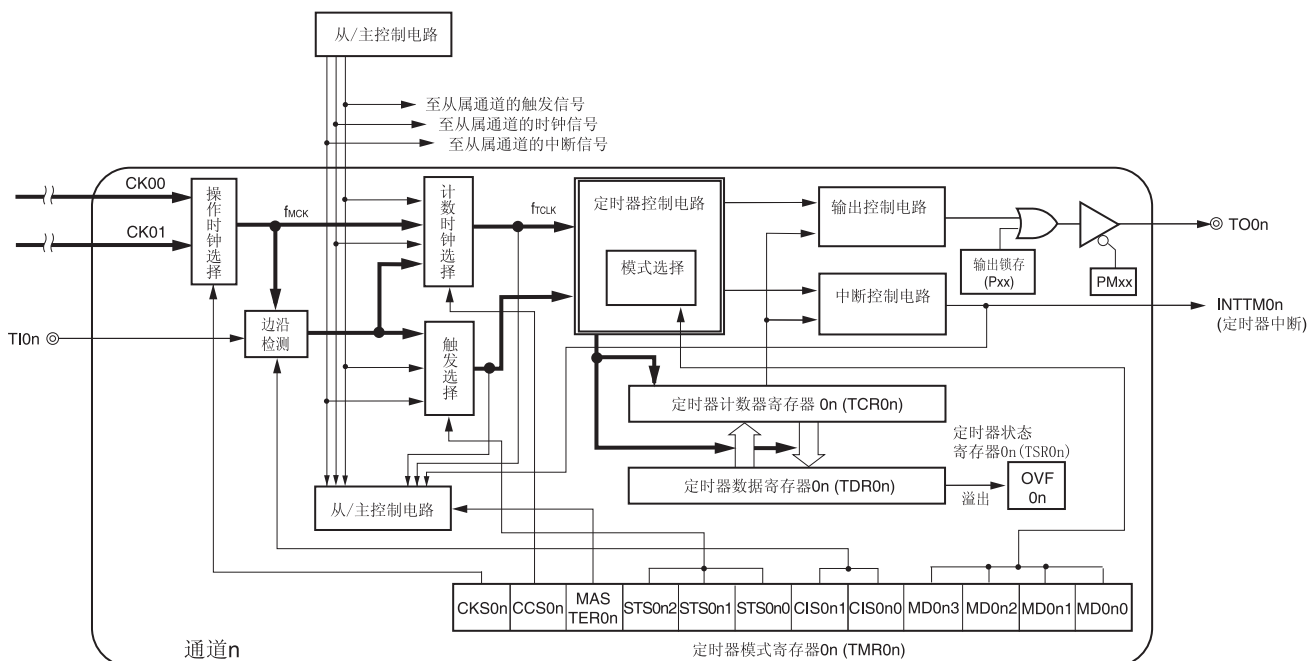 从/主控制电路
至从属通道的触发信号
至从属通道的时钟信号
至从属通道的中断信号
CK00
CK01
操作时钟选择
fMCK
计数时钟选择
fTCLK
定时器控制电路
模式选择
输出控制电路
输出锁存
(Pxx)
PMxx
TO0n
中断控制电路
INTTM0n
(定时器中断)
TI0n
边沿
检测
触发选择
定时器计数器寄存器 0n (TCR0n)
定时器状态
寄存器0n(TSR0n)
定时器数据寄存器0n (TDR0n)
溢出
OVF
0n
从/主控制电路
CKS0n
CCS0n
MAS
TER0n
STS0n2
STS0n1
STS0n0
CIS0n1
CIS0n0
MD0n3
MD0n2
MD0n1
MD0n0
通道n
定时器模式寄存器0n (TMR0n)